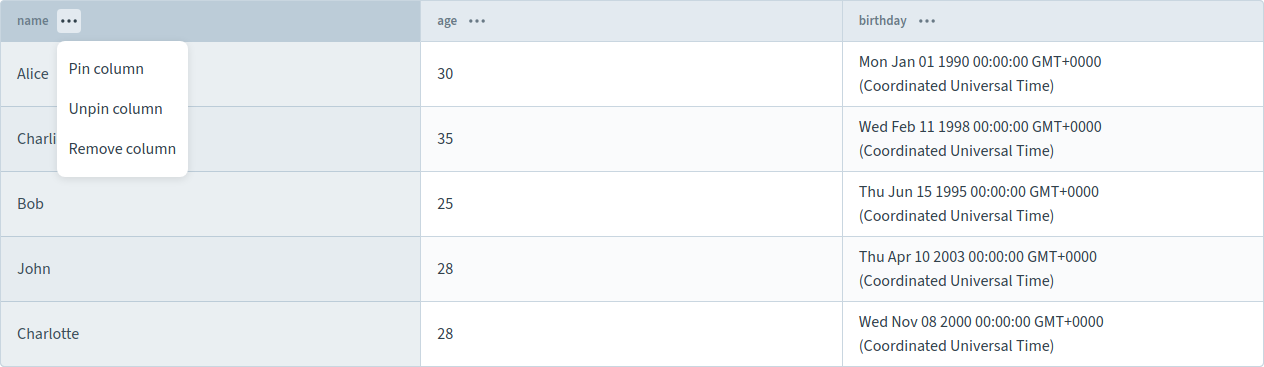 name ••• age ••• birthday •••
Alice 30 Mon Jan 01 1990 00:00:00 GMT+0000
(Coordinated Universal Time)
Pin column
Unpin column
Remove column
Charli 35 Wed Feb 11 1998 00:00:00 GMT+0000
(Coordinated Universal Time)
Bob 25 Thu Jun 15 1995 00:00:00 GMT+0000
(Coordinated Universal Time)
John 28 Thu Apr 10 2003 00:00:00 GMT+0000
(Coordinated Universal Time)
Charlotte 28 Wed Nov 08 2000 00:00:00 GMT+0000
(Coordinated Universal Time)